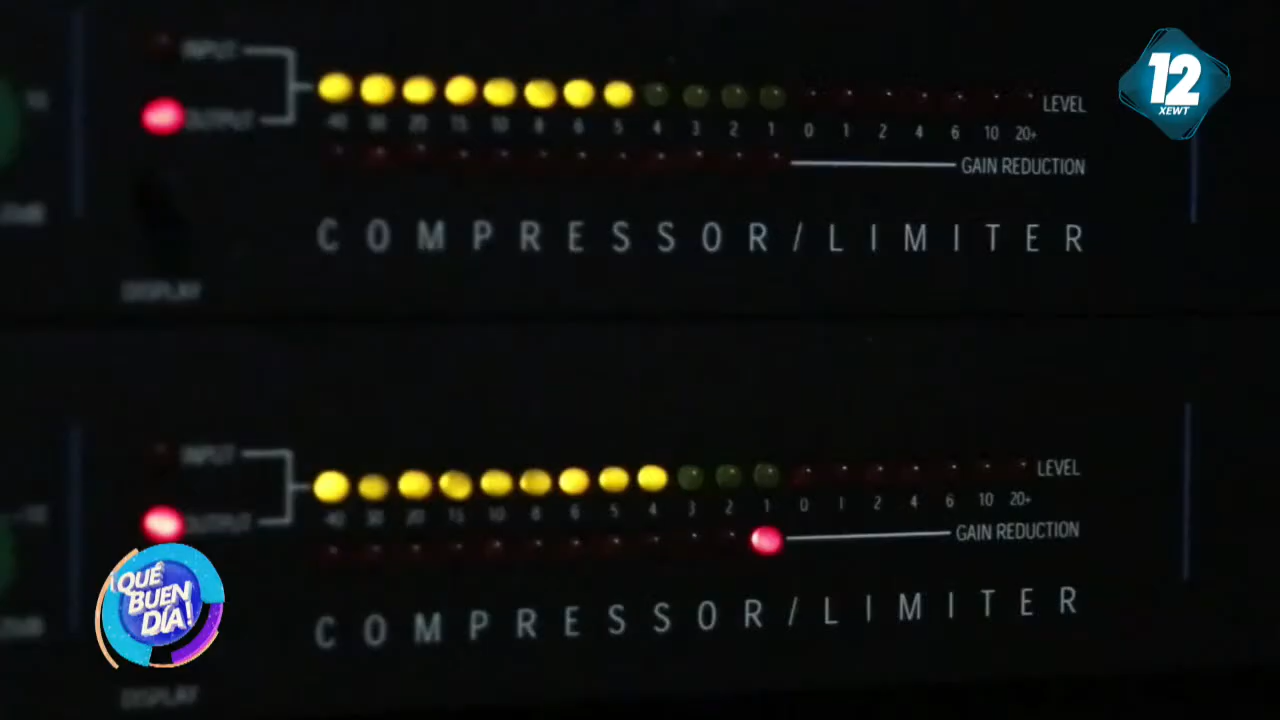 12
XEWT
INPUT
OUTPUT
40 30 20 15 10 8 6 5 4 3 2 1 0 1 2 4 6 10 20+
LEVEL
GAIN REDUCTION
COMPRESSOR/LIMITER
DISPLAY
INPUT
OUTPUT
40 30 20 15 10 8 6 5 4 3 2 1 0 1 2 4 6 10 20+
LEVEL
GAIN REDUCTION
COMPRESSOR/LIMITER
DISPLAY
¡QUÉ
BUEN
DÍA!